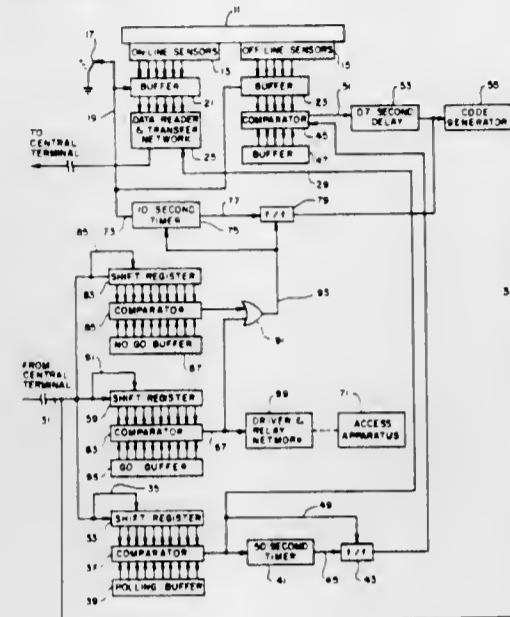 11
17
ON-LINE SENSORS
OFF-LINE SENSORS
13
15
BUFFER
BUFFER
51
53
55
21
23
19
DATA READER
& TRANSFER
NETWORK
COMPARATOR
0.7 SECOND
DELAY
CODE
GENERATOR
TO
CENTRAL
TERMINAL
45
BUFFER
47
25
29
77
79
10 SECOND
TIMER
f/f
73
75
85
SHIFT REGISTER
83
93
COMPARATOR
85
91
NO GO BUFFER
87
FROM
CENTRAL
TERMINAL
61
31
SHIFT REGISTER
59
69
71
COMPARATOR
DRIVER &
RELAY
NETWORK
ACCESS
APPARATUS
63
67
GO BUFFER
65
35
SHIFT REGISTER
33
49
COMPARATOR
50 SECOND
TIMER
f/f
37
41
43
POLLING BUFFER
39